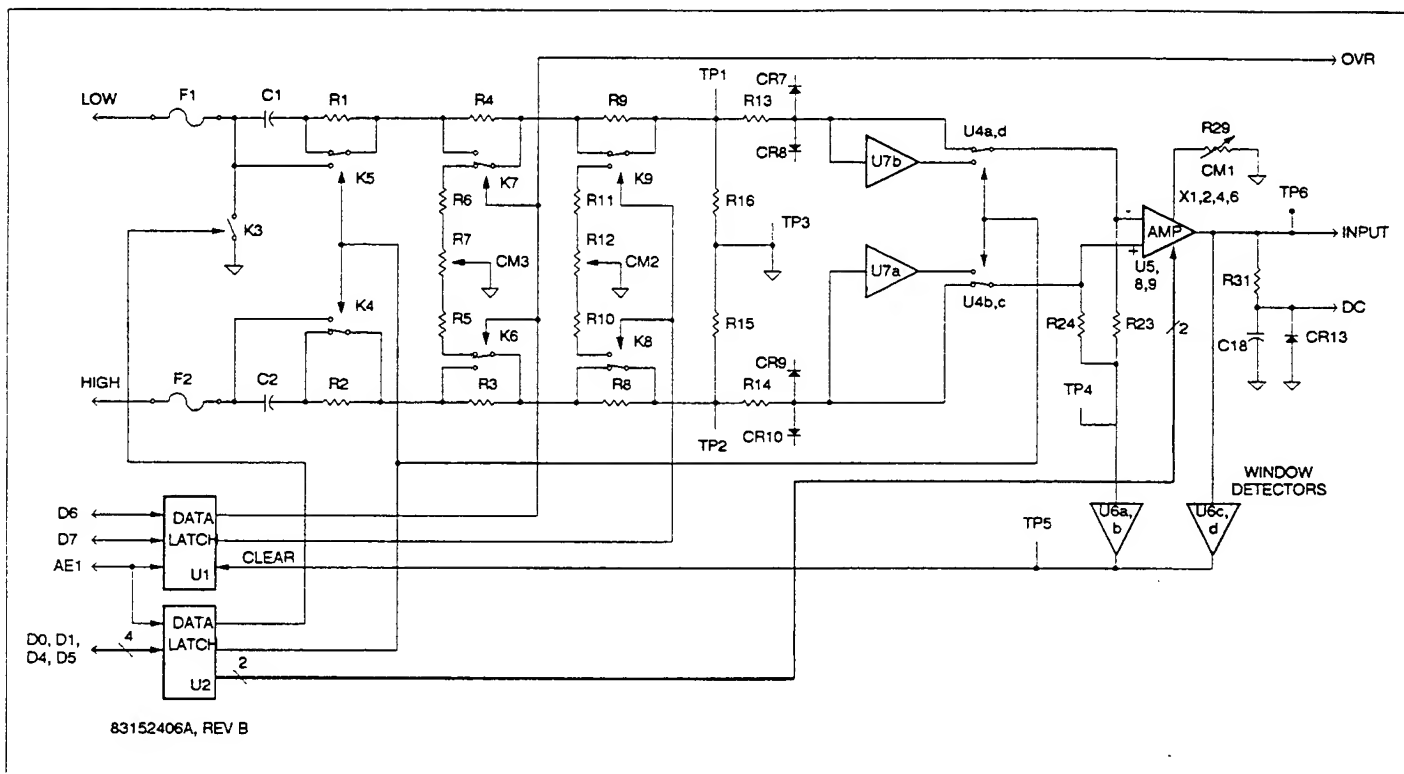 OVR
LOW
F1
C1
R1
R4
R9
TP1
R13
CR7
CR8
U7b
U4a,d
R29
CM1
X1,2,4,6
TP6
K5
K7
K9
R6
R11
R16
TP3
K3
R7
CM3
R12
CM2
U7a
AMP
-
+
U5,
8,9
INPUT
R31
K4
R5
K6
R10
K8
R15
U4b,c
R24
R23
2
DC
C18
CR13
HIGH
F2
C2
R2
R3
R8
TP2
R14
CR9
CR10
TP4
WINDOW
DETECTORS
D6
D7
AE1
DATA
LATCH
U1
CLEAR
TP5
U6a,
b
U6c,
d
D0, D1,
D4, D5
4
DATA
LATCH
U2
2
83152406A, REV B